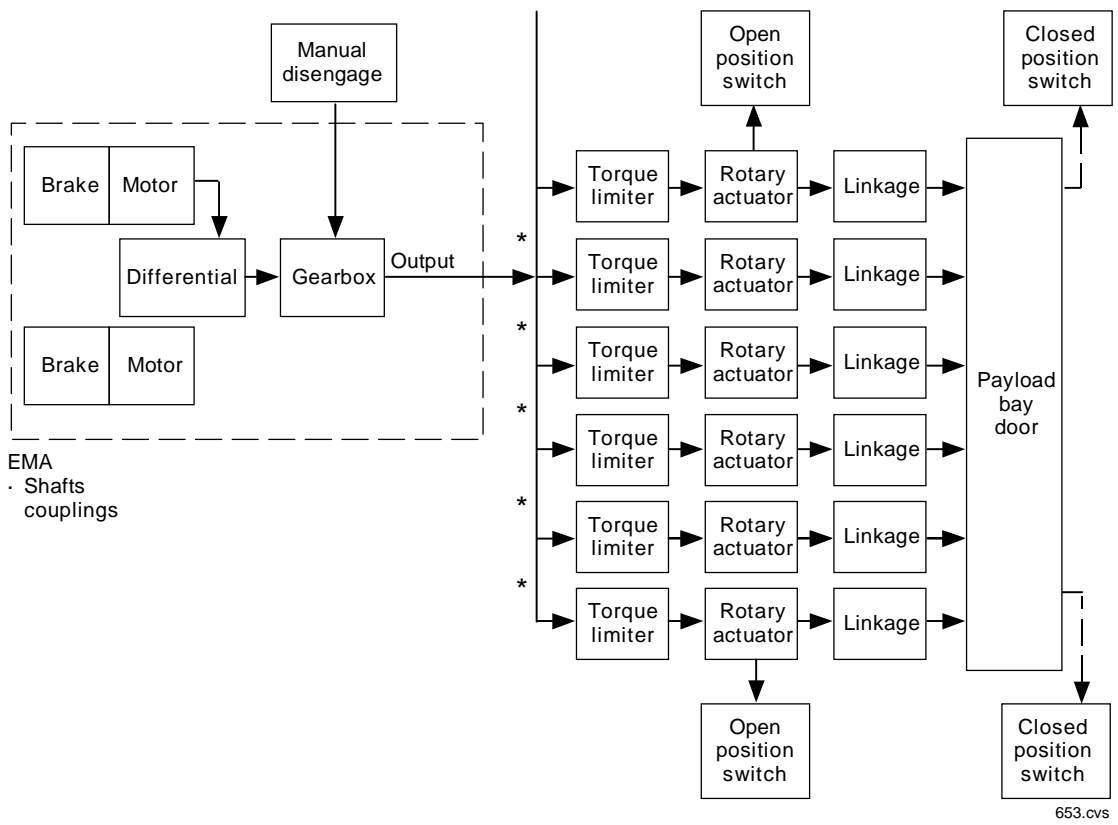 Manual
disengage
Open
position
switch
Closed
position
switch
Brake
Motor
Torque
limiter
Rotary
actuator
Linkage
*
Differential
Gearbox
Output
Torque
limiter
Rotary
actuator
Linkage
*
Brake
Motor
Torque
limiter
Rotary
actuator
Linkage
Payload
bay
door
*
Torque
limiter
Rotary
actuator
Linkage
EMA
· Shafts
couplings
*
Torque
limiter
Rotary
actuator
Linkage
*
Torque
limiter
Rotary
actuator
Linkage
Open
position
switch
Closed
position
switch
653.cvs